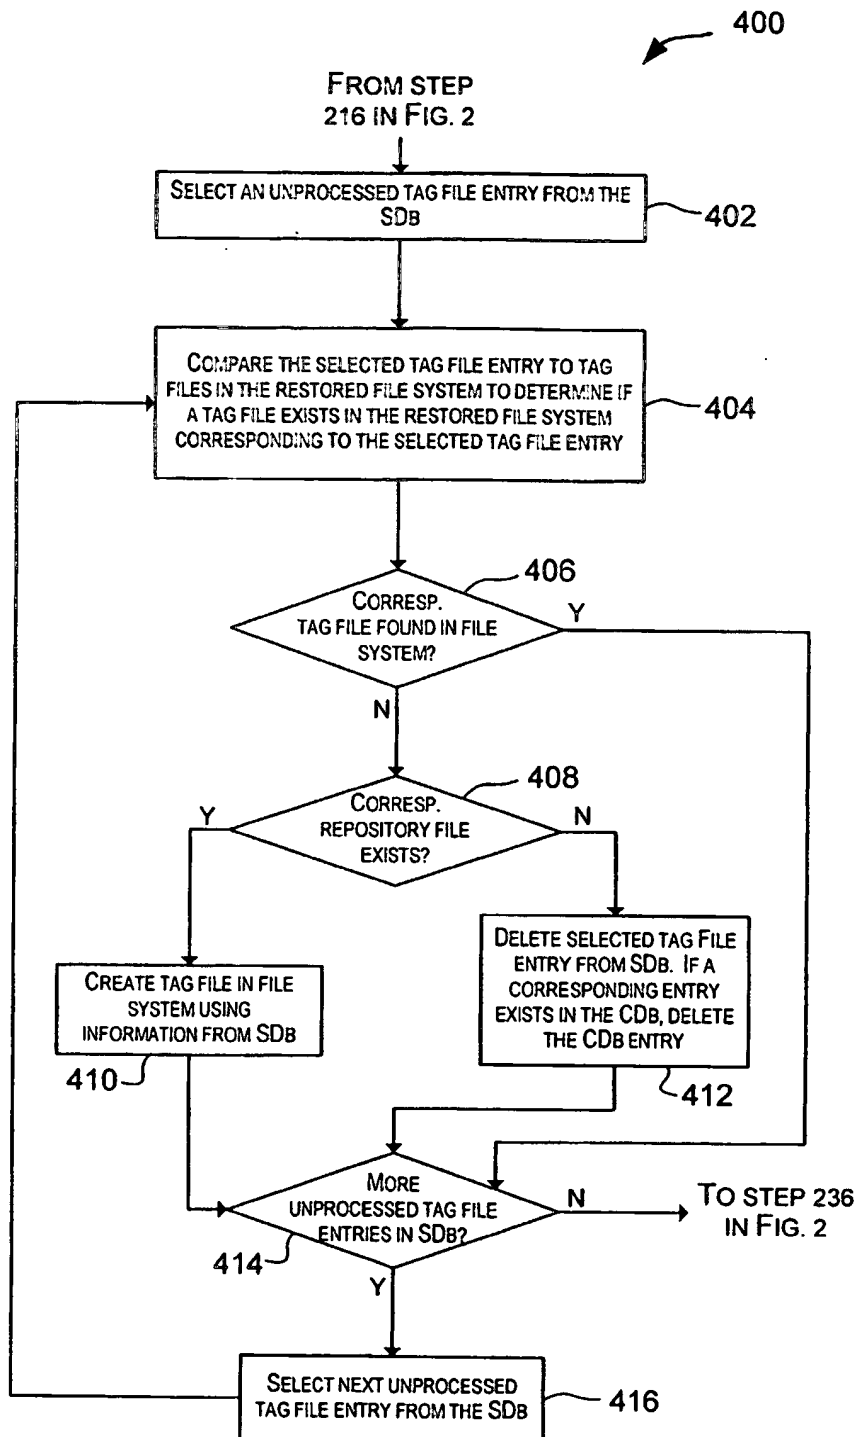 400
FROM STEP
216 IN FIG. 2
SELECT AN UNPROCESSED TAG FILE ENTRY FROM THE
SDB
402
COMPARE THE SELECTED TAG FILE ENTRY TO TAG
FILES IN THE RESTORED FILE SYSTEM TO DETERMINE IF
A TAG FILE EXISTS IN THE RESTORED FILE SYSTEM
CORRESPONDING TO THE SELECTED TAG FILE ENTRY
404
406
CORRESP.
TAG FILE FOUND IN FILE
SYSTEM?
Y
N
408
CORRESP.
REPOSITORY FILE
EXISTS?
Y
N
CREATE TAG FILE IN FILE
SYSTEM USING
INFORMATION FROM SDB
410
DELETE SELECTED TAG FILE
ENTRY FROM SDB. IF A
CORRESPONDING ENTRY
EXISTS IN THE CDB, DELETE
THE CDB ENTRY
412
MORE
UNPROCESSED TAG FILE
ENTRIES IN SDB?
414
N
TO STEP 236
IN FIG. 2
Y
SELECT NEXT UNPROCESSED
TAG FILE ENTRY FROM THE SDB
416